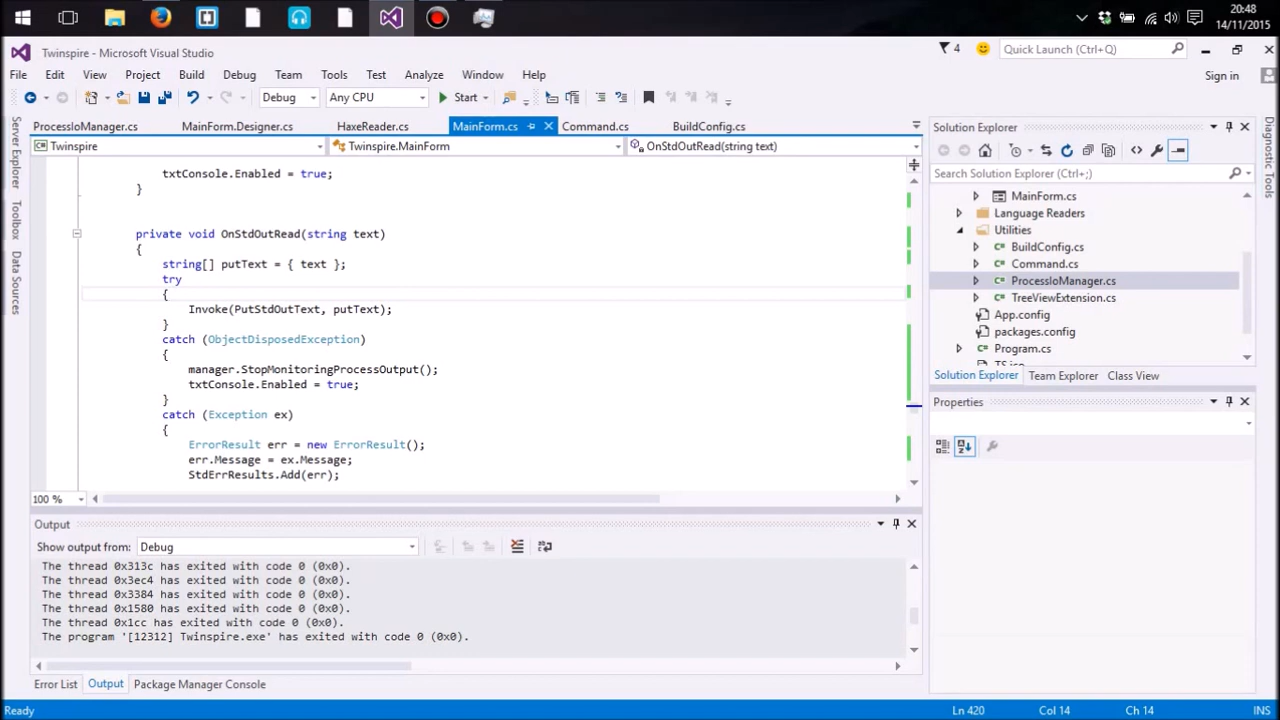 20:48
14/11/2015
Twinspire - Microsoft Visual Studio
4
Quick Launch (Ctrl+Q)
File Edit View Project Build Debug Team Tools Test Analyze Window Help
Sign in
Debug Any CPU Start
ProcessIoManager.cs MainForm.Designer.cs HaxeReader.cs MainForm.cs Command.cs BuildConfig.cs
Twinspire Twinspire.MainForm OnStdOutRead(string text)
txtConsole.Enabled = true;
}
private void OnStdOutRead(string text)
{
string[] putText = { text };
try
{
Invoke(PutStdOutText, putText);
}
catch (ObjectDisposedException)
{
manager.StopMonitoringProcessOutput();
txtConsole.Enabled = true;
}
catch (Exception ex)
{
ErrorResult err = new ErrorResult();
err.Message = ex.Message;
StdErrResults.Add(err);
100 %
Output
Show output from: Debug
The thread 0x313c has exited with code 0 (0x0).
The thread 0x3ec4 has exited with code 0 (0x0).
The thread 0x3384 has exited with code 0 (0x0).
The thread 0x1580 has exited with code 0 (0x0).
The thread 0x1cc has exited with code 0 (0x0).
The program '[12312] Twinspire.exe' has exited with code 0 (0x0).
Error List Output Package Manager Console
Server Explorer
Toolbox
Data Sources
Solution Explorer
Search Solution Explorer (Ctrl+;)
MainForm.cs
Language Readers
Utilities
BuildConfig.cs
Command.cs
ProcessIoManager.cs
TreeViewExtension.cs
App.config
packages.config
Program.cs
TS.ico
Solution Explorer Team Explorer Class View
Properties
Diagnostic Tools
Ready Ln 420 Col 14 Ch 14 INS